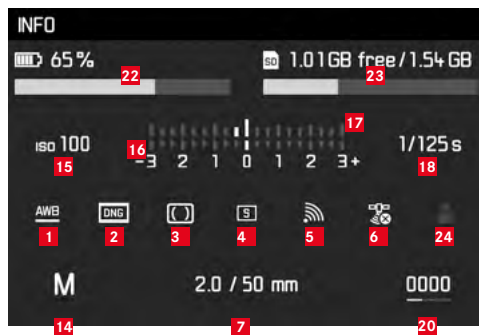 INFO
65% SD 1.01GB free/1.54 GB
22 23
17
ISO 100 1/125 s
16 -3 2 1 0 1 2 3+
15 18
AWB DNG ( ) S
1 2 3 4 5 6 24
M 2.0 / 50 mm 0000
14 7 20